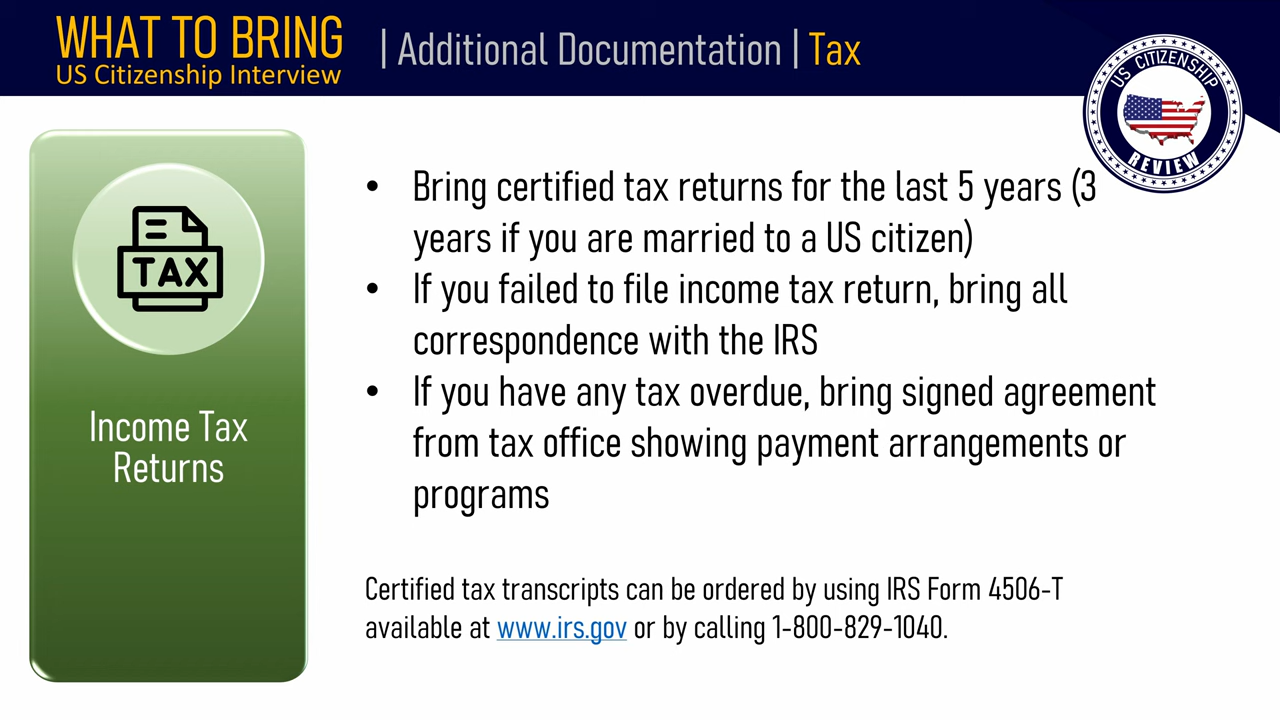 WHAT TO BRING
US Citizenship Interview
| Additional Documentation | Tax
US CITIZENSHIP
REVIEW
TAX
Income Tax
Returns
• Bring certified tax returns for the last 5 years (3
years if you are married to a US citizen)
• If you failed to file income tax return, bring all
correspondence with the IRS
• If you have any tax overdue, bring signed agreement
from tax office showing payment arrangements or
programs
Certified tax transcripts can be ordered by using IRS Form 4506-T
available at www.irs.gov or by calling 1-800-829-1040.